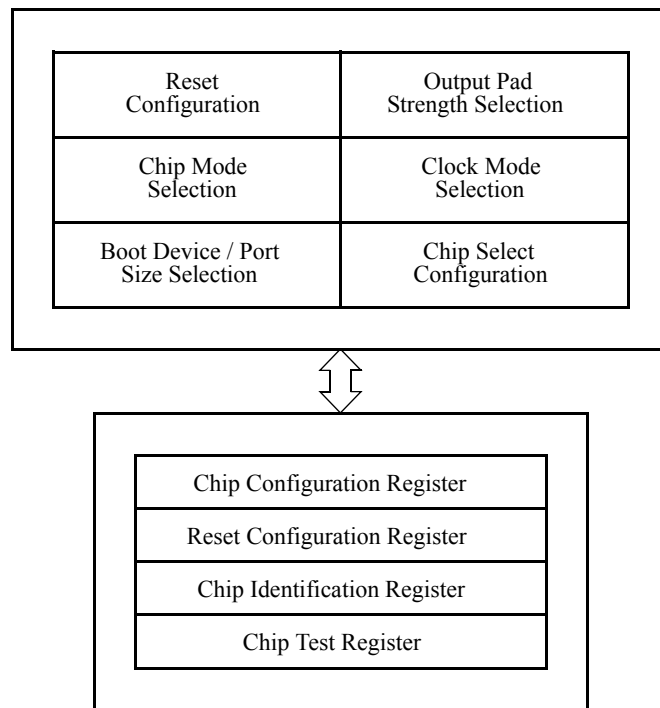 Reset
Configuration
Output Pad
Strength Selection
Chip Mode
Selection
Clock Mode
Selection
Boot Device / Port
Size Selection
Chip Select
Configuration
Chip Configuration Register
Reset Configuration Register
Chip Identification Register
Chip Test Register